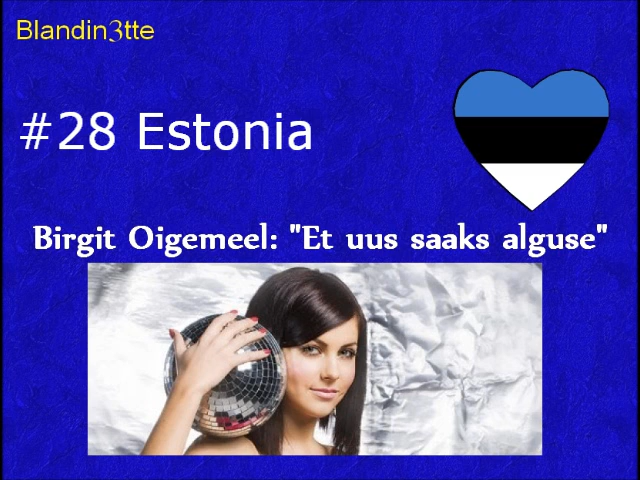 Blandin3tte
#28 Estonia
Birgit Oigemeel: "Et uus saaks alguse"